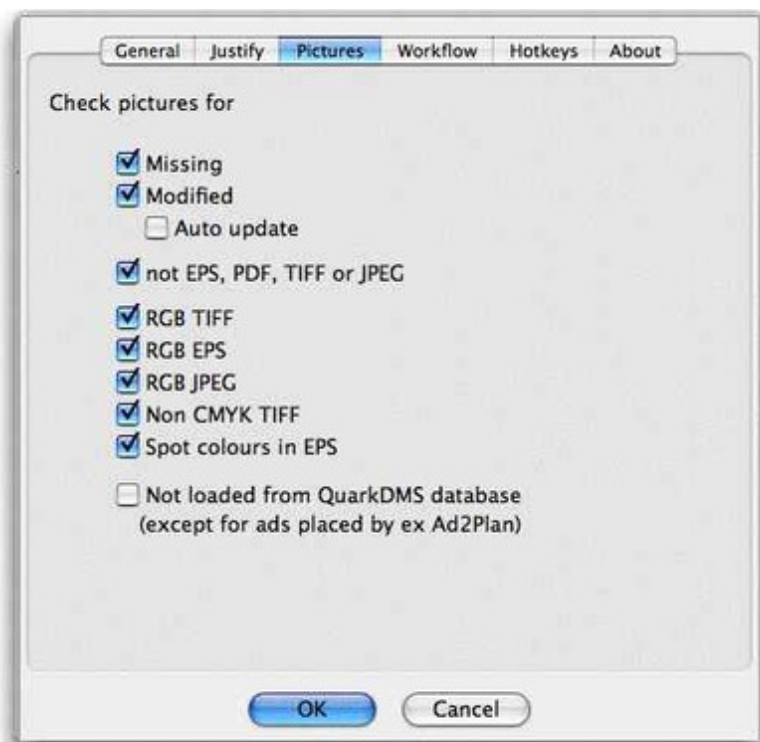 General Justify Pictures Workflow Hotkeys About
Check pictures for
Missing
Modified
Auto update
not EPS, PDF, TIFF or JPEG
RGB TIFF
RGB EPS
RGB JPEG
Non CMYK TIFF
Spot colours in EPS
Not loaded from QuarkDMS database
(except for ads placed by ex Ad2Plan)
OK Cancel